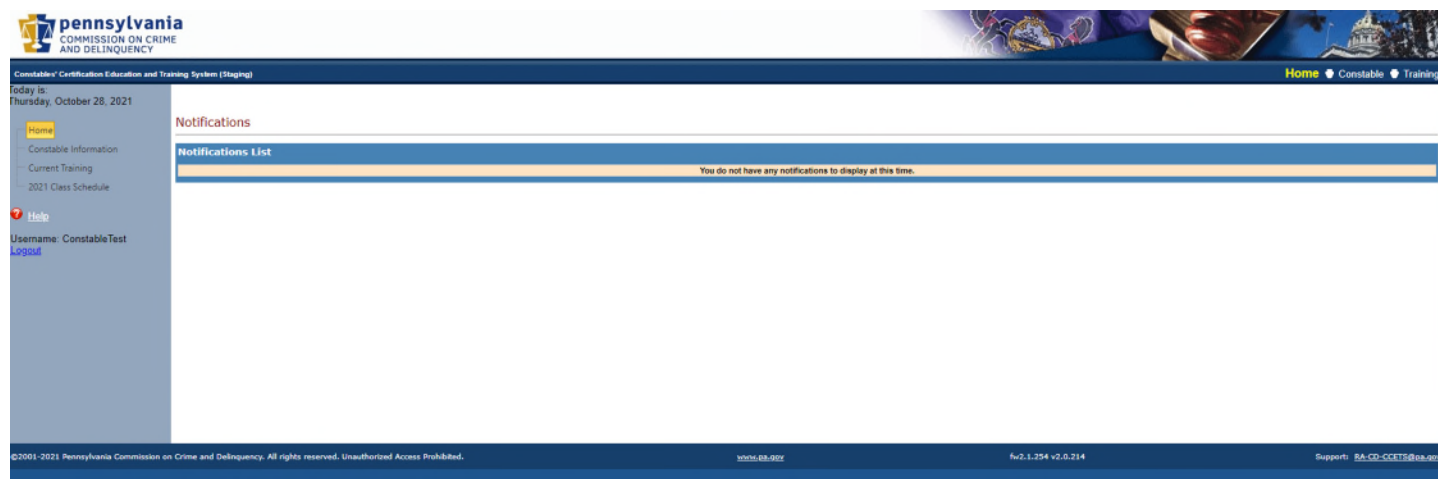 pennsylvania
COMMISSION ON CRIME
AND DELINQUENCY
Constables' Certification Education and Training System (Staging)
Home Constable Training
Today is:
Thursday, October 28, 2021
Home
Constable Information
Current Training
2021 Class Schedule
Help
Username: ConstableTest
Logout
Notifications
Notifications List
You do not have any notifications to display at this time.
©2001-2021 Pennsylvania Commission on Crime and Delinquency. All rights reserved. Unauthorized Access Prohibited.
www.pa.gov
fw2.1.254 v2.0.214
Support: RA-CD-CCETS@pa.gov